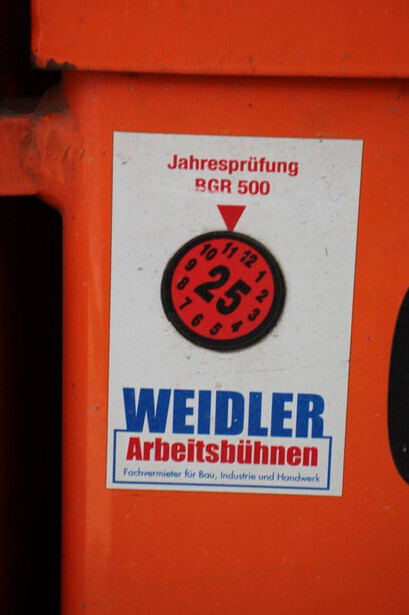 Jahresprüfung
BGR 500
10 11 12
9 1
8 25 2
7 3
6 5 4
WEIDLER
Arbeitsbühnen
Fachvermieter für Bau, Industrie und Handwerk